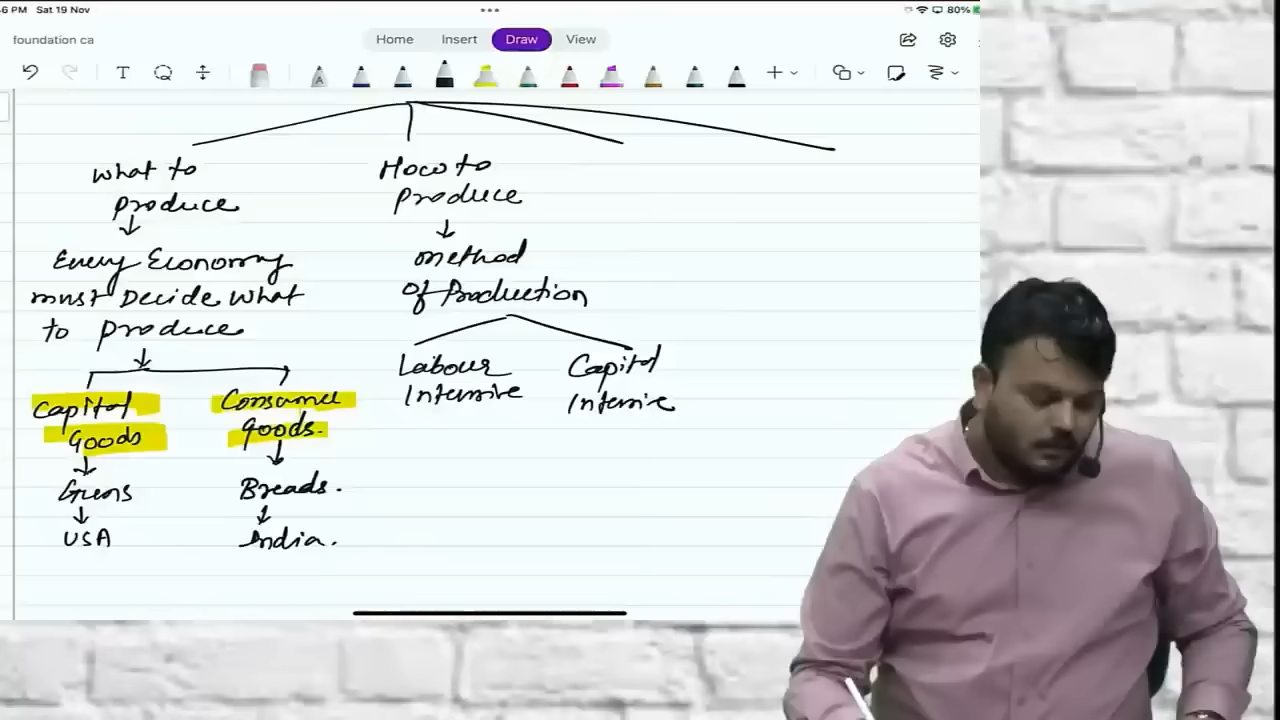 6 PM Sat 19 Nov
80%
foundation ca
Home Insert Draw View
What to
Produce
Every Economy
must Decide what
to produce
Capital
Goods
Guns
USA
Consumer
goods.
Breads.
India.
How to
Produce
method
Of Production
Labour
Intensive
Capital
Intensive